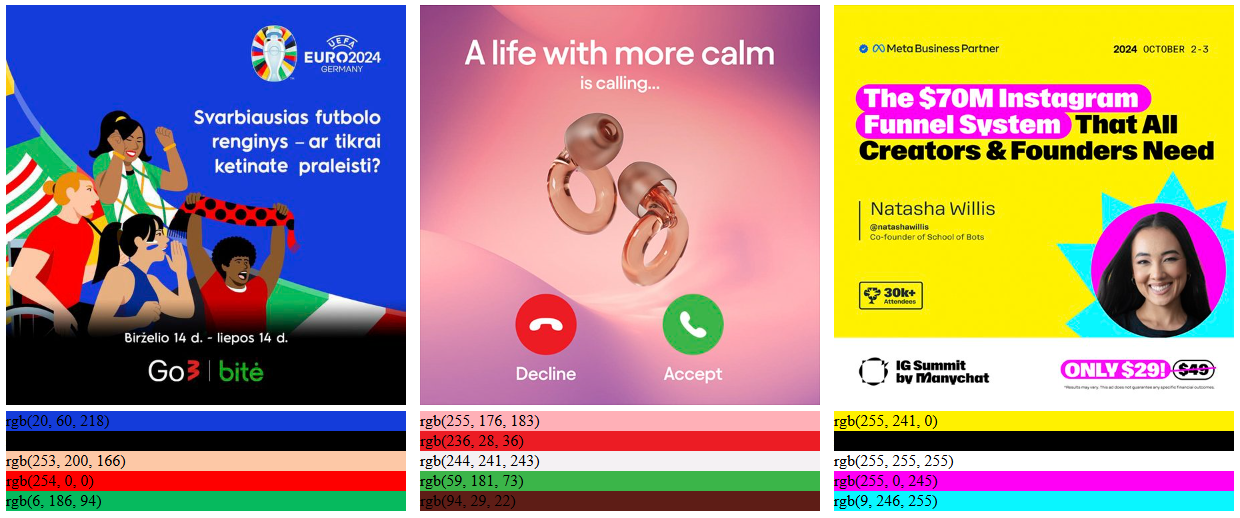 UEFA
EURO2024
GERMANY
Svarbiausias futbolo
renginys – ar tikrai
ketinate praleisti?
Birželio 14 d. - liepos 14 d.
Go3 | bitė
rgb(20, 60, 218)
rgb(253, 200, 166)
rgb(254, 0, 0)
rgb(6, 186, 94)
A life with more calm
is calling...
Decline
Accept
rgb(255, 176, 183)
rgb(236, 28, 36)
rgb(244, 241, 243)
rgb(59, 181, 73)
rgb(94, 29, 22)
Meta Business Partner
2024 OCTOBER 2-3
The $70M Instagram
Funnel System That All
Creators & Founders Need
Natasha Willis
@natashawillis
Co-founder of School of Bots
30k+
Attendees
IG Summit
by Manychat
ONLY $29! $49
*Results may vary. This ad does not guarantee any specific financial outcomes.
rgb(255, 241, 0)
rgb(255, 255, 255)
rgb(255, 0, 245)
rgb(9, 246, 255)